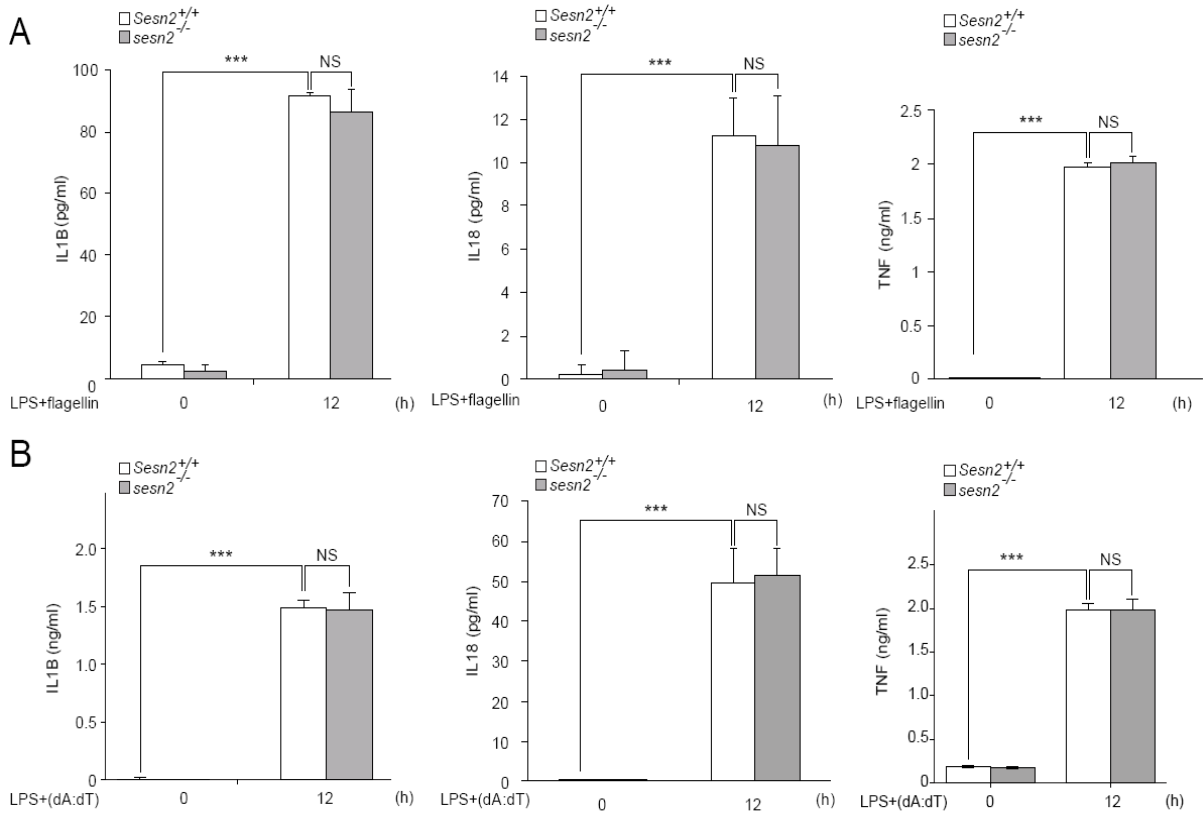 A
Sesn2+/+
sesn2-/-
100
80
60
40
20
0
IL1B (pg/ml)
***
NS
LPS+flagellin
0
12
(h)
Sesn2+/+
sesn2-/-
14
12
10
8
6
4
2
0
IL18 (pg/ml)
***
NS
LPS+flagellin
0
12
(h)
Sesn2+/+
sesn2-/-
2.5
2
1.5
1
0.5
0
TNF (ng/ml)
***
NS
LPS+flagellin
0
12
(h)
B
Sesn2+/+
sesn2-/-
2.0
1.5
1.0
0.5
0
IL1B (ng/ml)
***
NS
LPS+(dA:dT)
0
12
(h)
Sesn2+/+
sesn2-/-
70
60
50
40
30
20
10
0
IL18 (pg/ml)
***
NS
LPS+(dA:dT)
0
12
(h)
Sesn2+/+
sesn2-/-
2.5
2.0
1.5
1.0
0.5
0.2
0
TNF (ng/ml)
***
NS
LPS+(dA:dT)
0
12
(h)